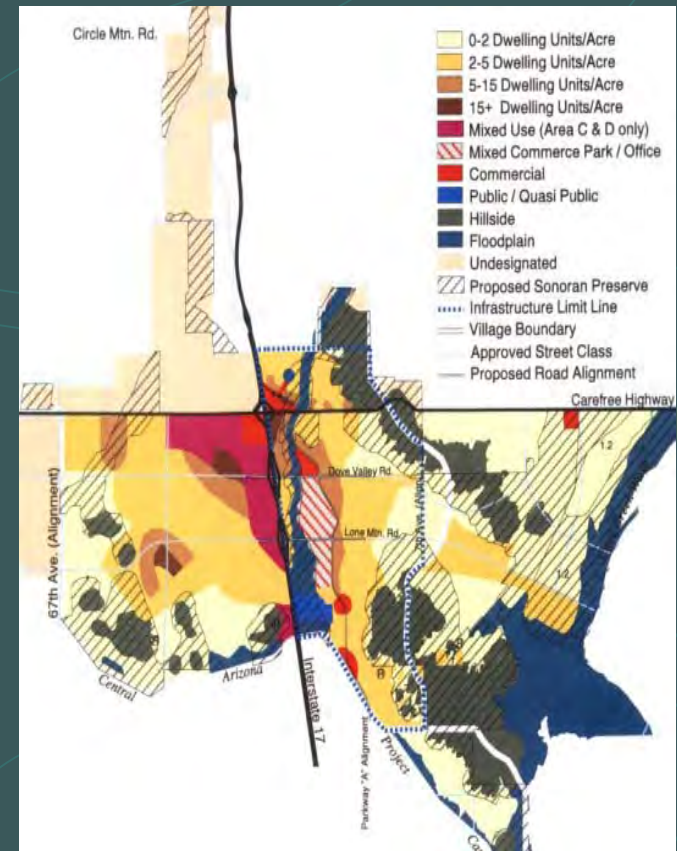 Circle Mtn. Rd.
0-2 Dwelling Units/Acre
2-5 Dwelling Units/Acre
5-15 Dwelling Units/Acre
15+ Dwelling Units/Acre
Mixed Use (Area C & D only)
Mixed Commerce Park / Office
Commercial
Public / Quasi Public
Hillside
Floodplain
Undesignated
Proposed Sonoran Preserve
Infrastructure Limit Line
Village Boundary
Approved Street Class
Proposed Road Alignment
Carefree Highway
1.2
Dove Valley Rd.
67th Ave. (Alignment)
Lone Mtn. Rd.
1.2
Central
Arizona
Project
Interstate 17
B
Parkway "A" Alignment